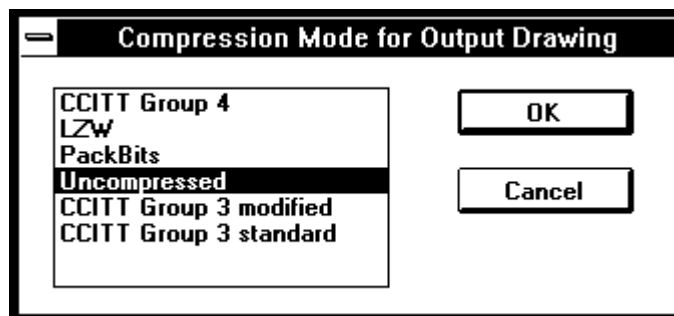 Compression Mode for Output Drawing
CCITT Group 4
LZW
PackBits
Uncompressed
CCITT Group 3 modified
CCITT Group 3 standard
OK
Cancel